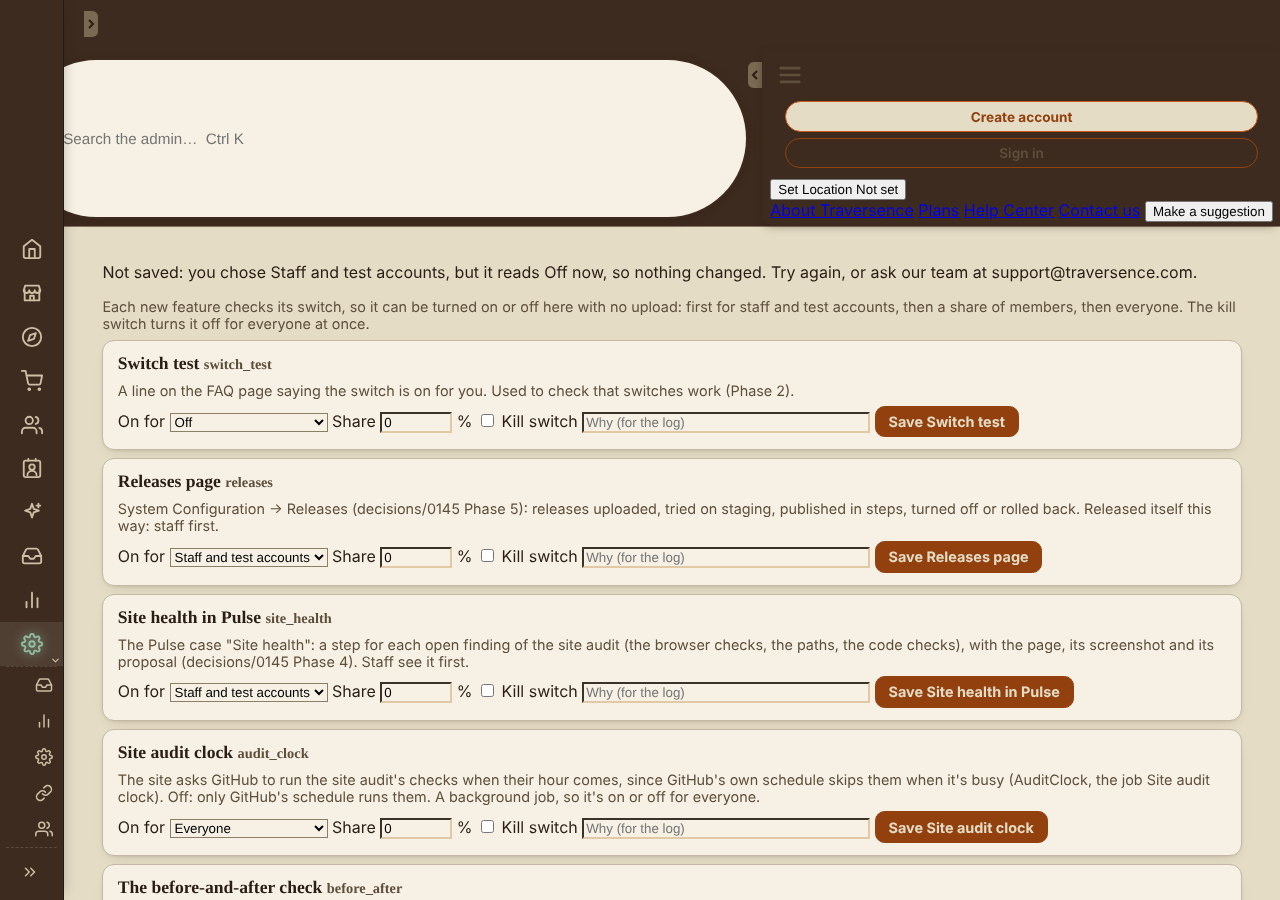 Search the admin… Ctrl K
Create account
Sign in
Set Location Not set
About Traversence Plans Help Center Contact us Make a suggestion
Not saved: you chose Staff and test accounts, but it reads Off now, so nothing changed. Try again, or ask our team at support@traversence.com.
Each new feature checks its switch, so it can be turned on or off here with no upload: first for staff and test accounts, then a share of members, then everyone. The kill
switch turns it off for everyone at once.
Switch test switch_test
A line on the FAQ page saying the switch is on for you. Used to check that switches work (Phase 2).
On for Off Share 0 % Kill switch Why (for the log) Save Switch test
Releases page releases
System Configuration → Releases (decisions/0145 Phase 5): releases uploaded, tried on staging, published in steps, turned off or rolled back. Released itself this
way: staff first.
On for Staff and test accounts Share 0 % Kill switch Why (for the log) Save Releases page
Site health in Pulse site_health
The Pulse case "Site health": a step for each open finding of the site audit (the browser checks, the paths, the code checks), with the page, its screenshot and its
proposal (decisions/0145 Phase 4). Staff see it first.
On for Staff and test accounts Share 0 % Kill switch Why (for the log) Save Site health in Pulse
Site audit clock audit_clock
The site asks GitHub to run the site audit's checks when their hour comes, since GitHub's own schedule skips them when it's busy (AuditClock, the job Site audit
clock). Off: only GitHub's schedule runs them. A background job, so it's on or off for everyone.
On for Everyone Share 0 % Kill switch Why (for the log) Save Site audit clock
The before-and-after check before_after